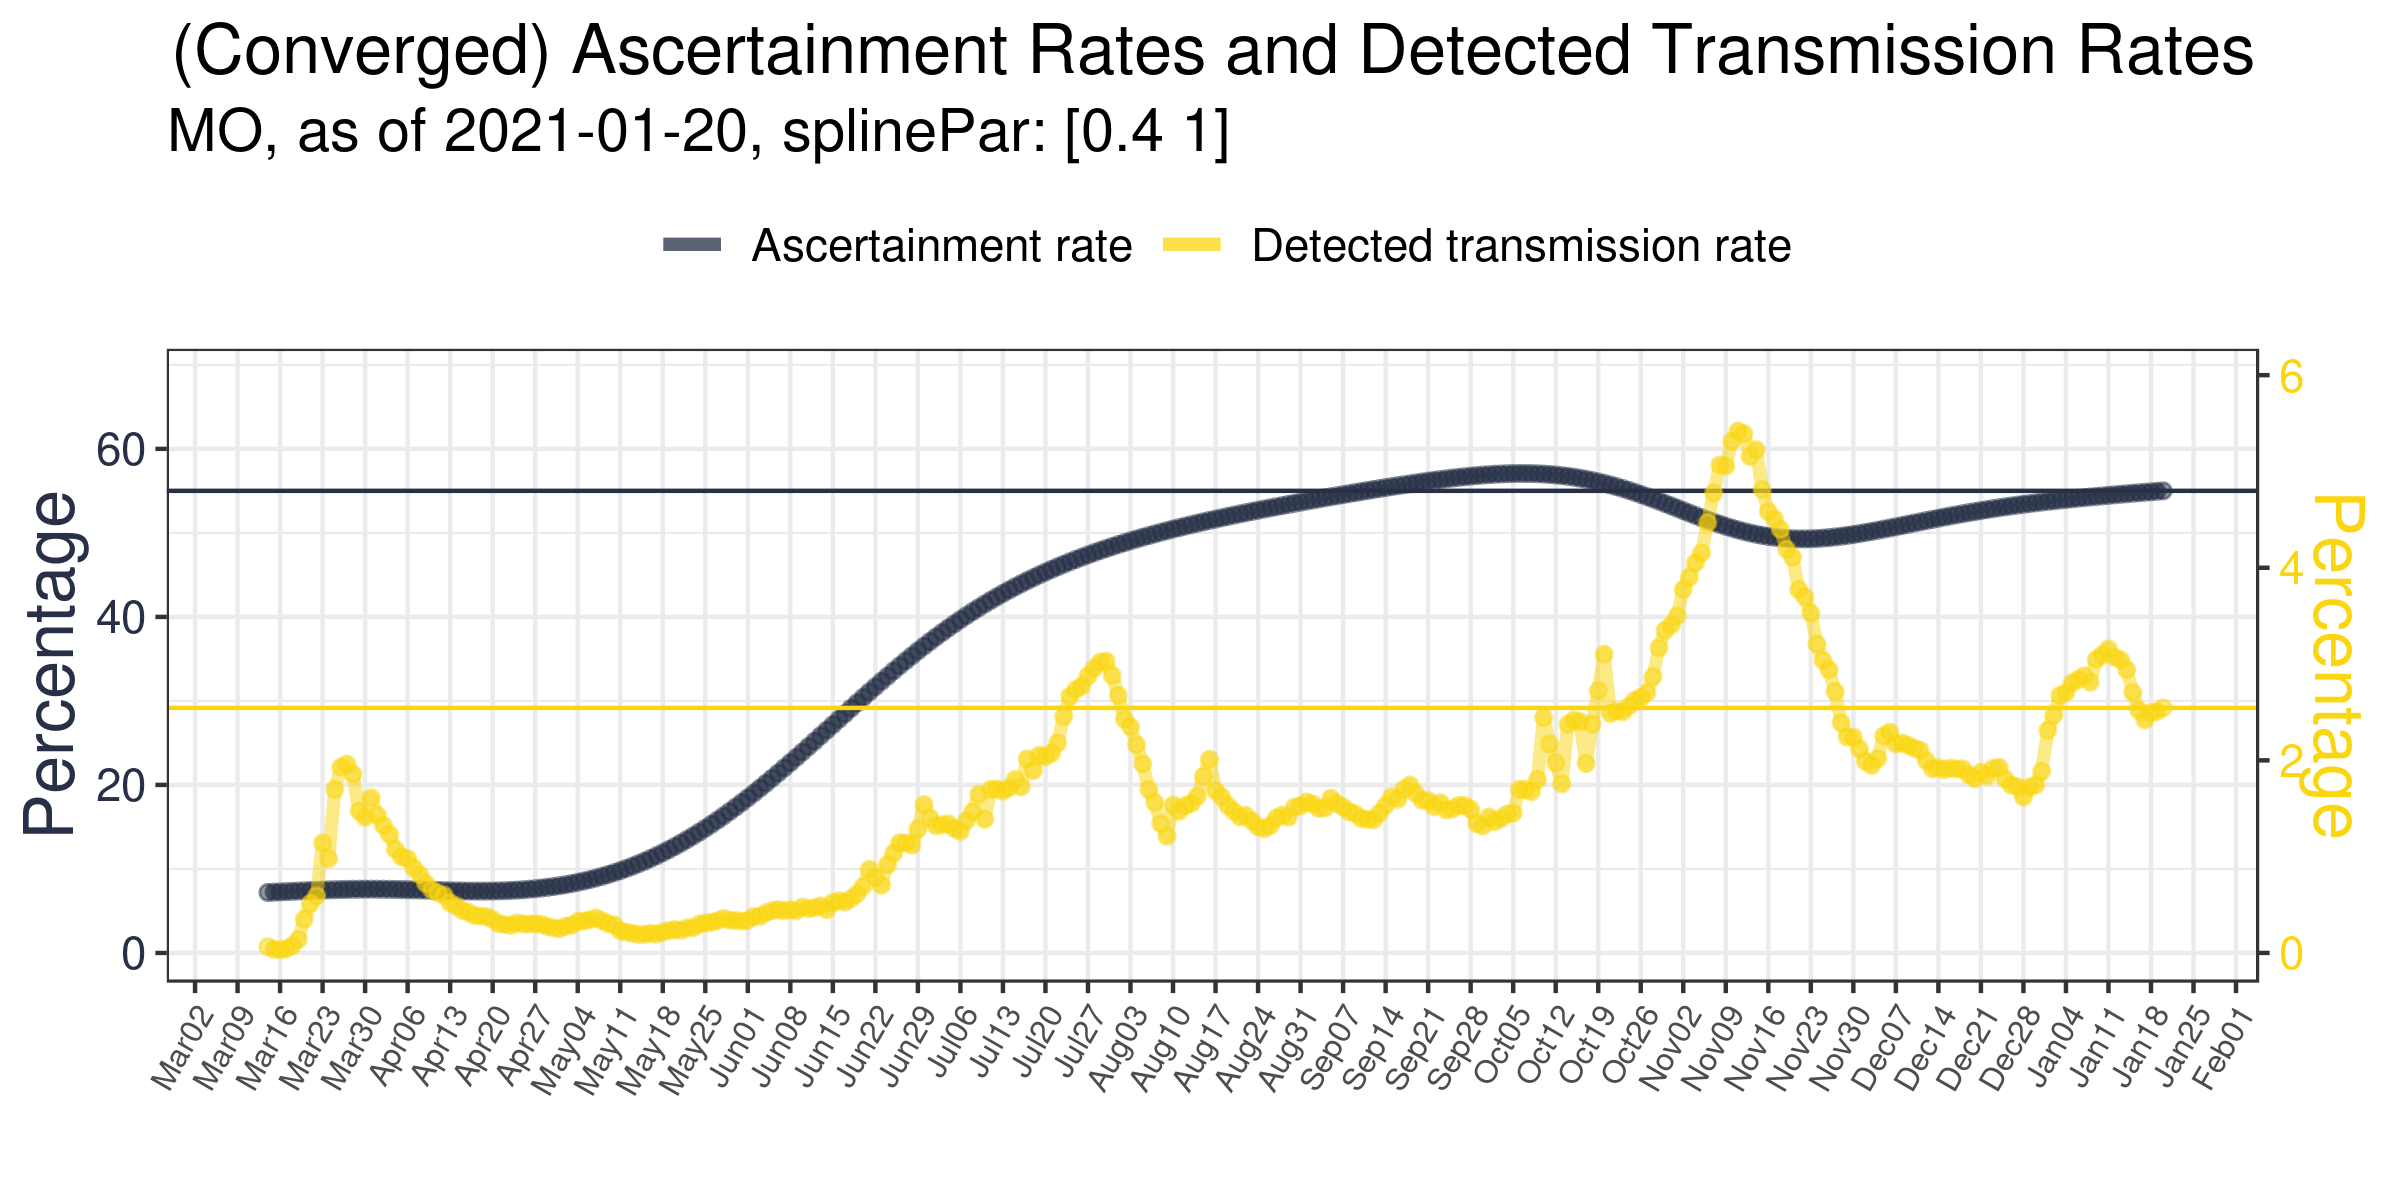 (Converged) Ascertainment Rates and Detected Transmission Rates
MO, as of 2021-01-20, splinePar: [0.4 1]
Ascertainment rate Detected transmission rate
Percentage
60
40
20
0
6
4
2
0
Percentage
Mar02 Mar09 Mar16 Mar23 Mar30 Apr06 Apr13 Apr20 Apr27 May04 May11 May18 May25 Jun01 Jun08 Jun15 Jun22 Jun29 Jul06 Jul13 Jul20 Jul27 Aug03 Aug10 Aug17 Aug24 Aug31 Sep07 Sep14 Sep21 Sep28 Oct05 Oct12 Oct19 Oct26 Nov02 Nov09 Nov16 Nov23 Nov30 Dec07 Dec14 Dec21 Dec28 Jan04 Jan11 Jan18 Jan25 Feb01